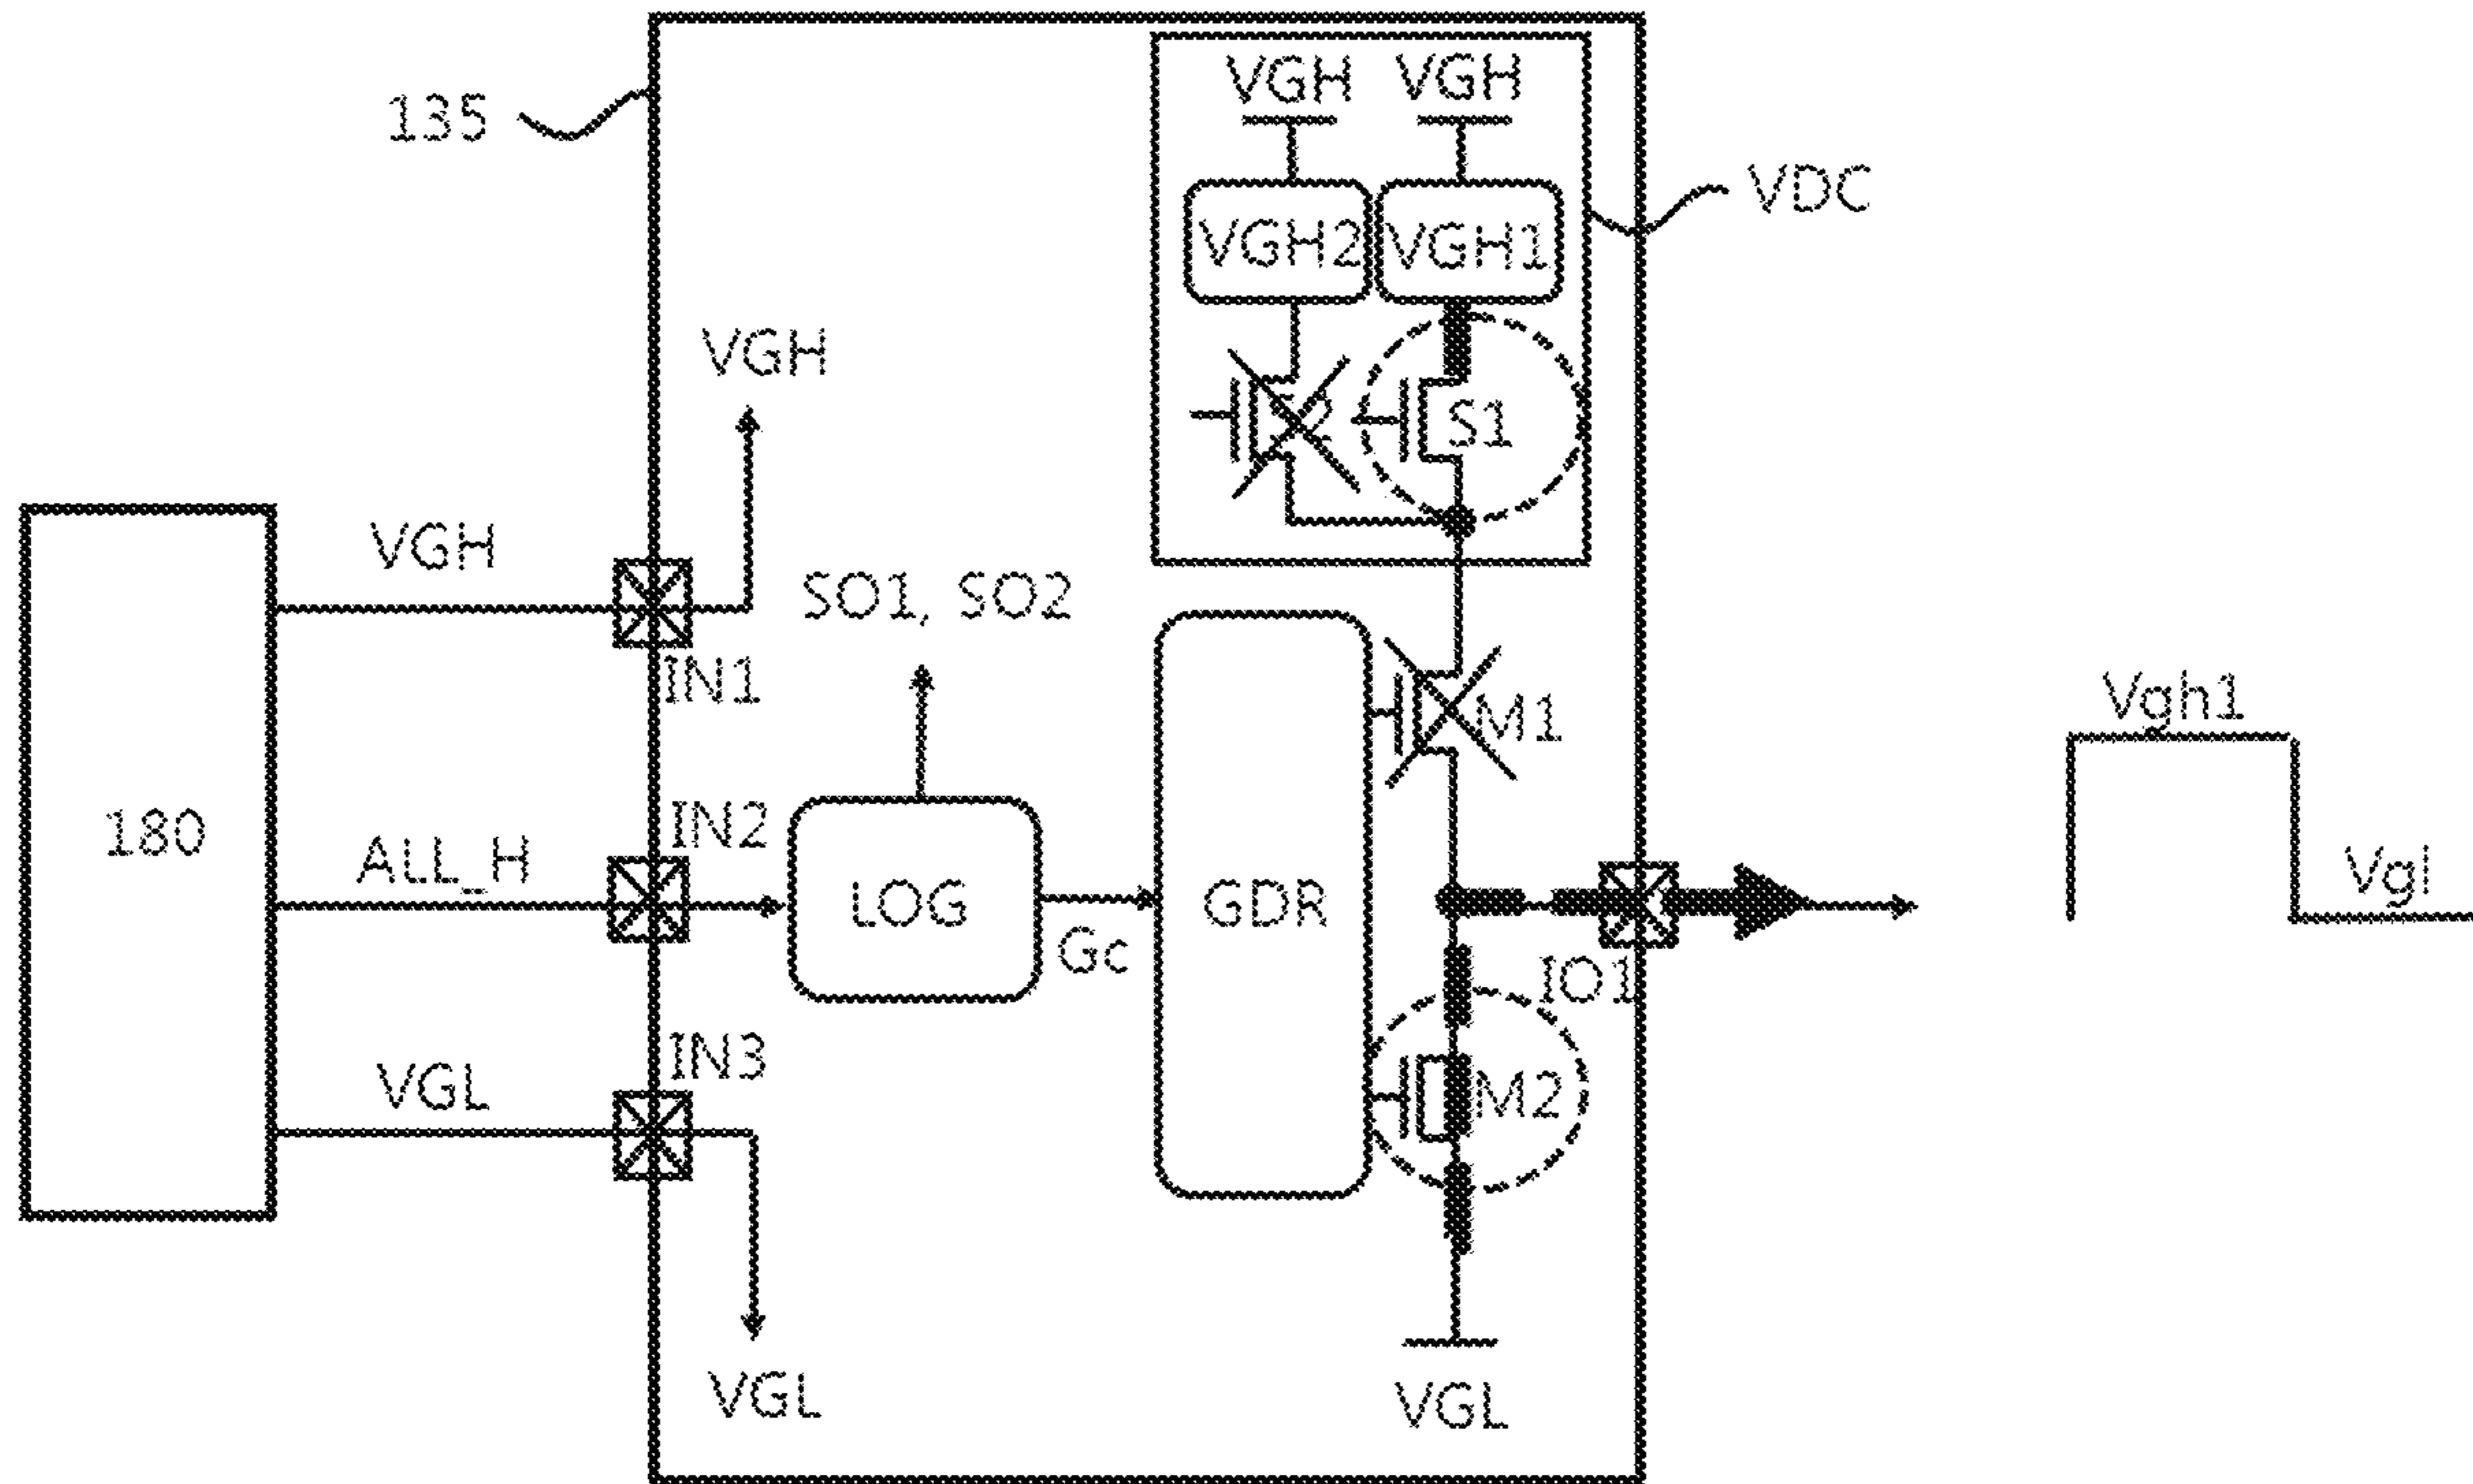 VGH VGH
135
VDC
VGH2 VGH1
VGH
S1
VGH
SO1, SO2
IN1
M1
Vgh1
IN2
180
ALL_H
LOG
GDR
Vgl
Gc
IO1
IN3
VGL
M2
VGL
VGL